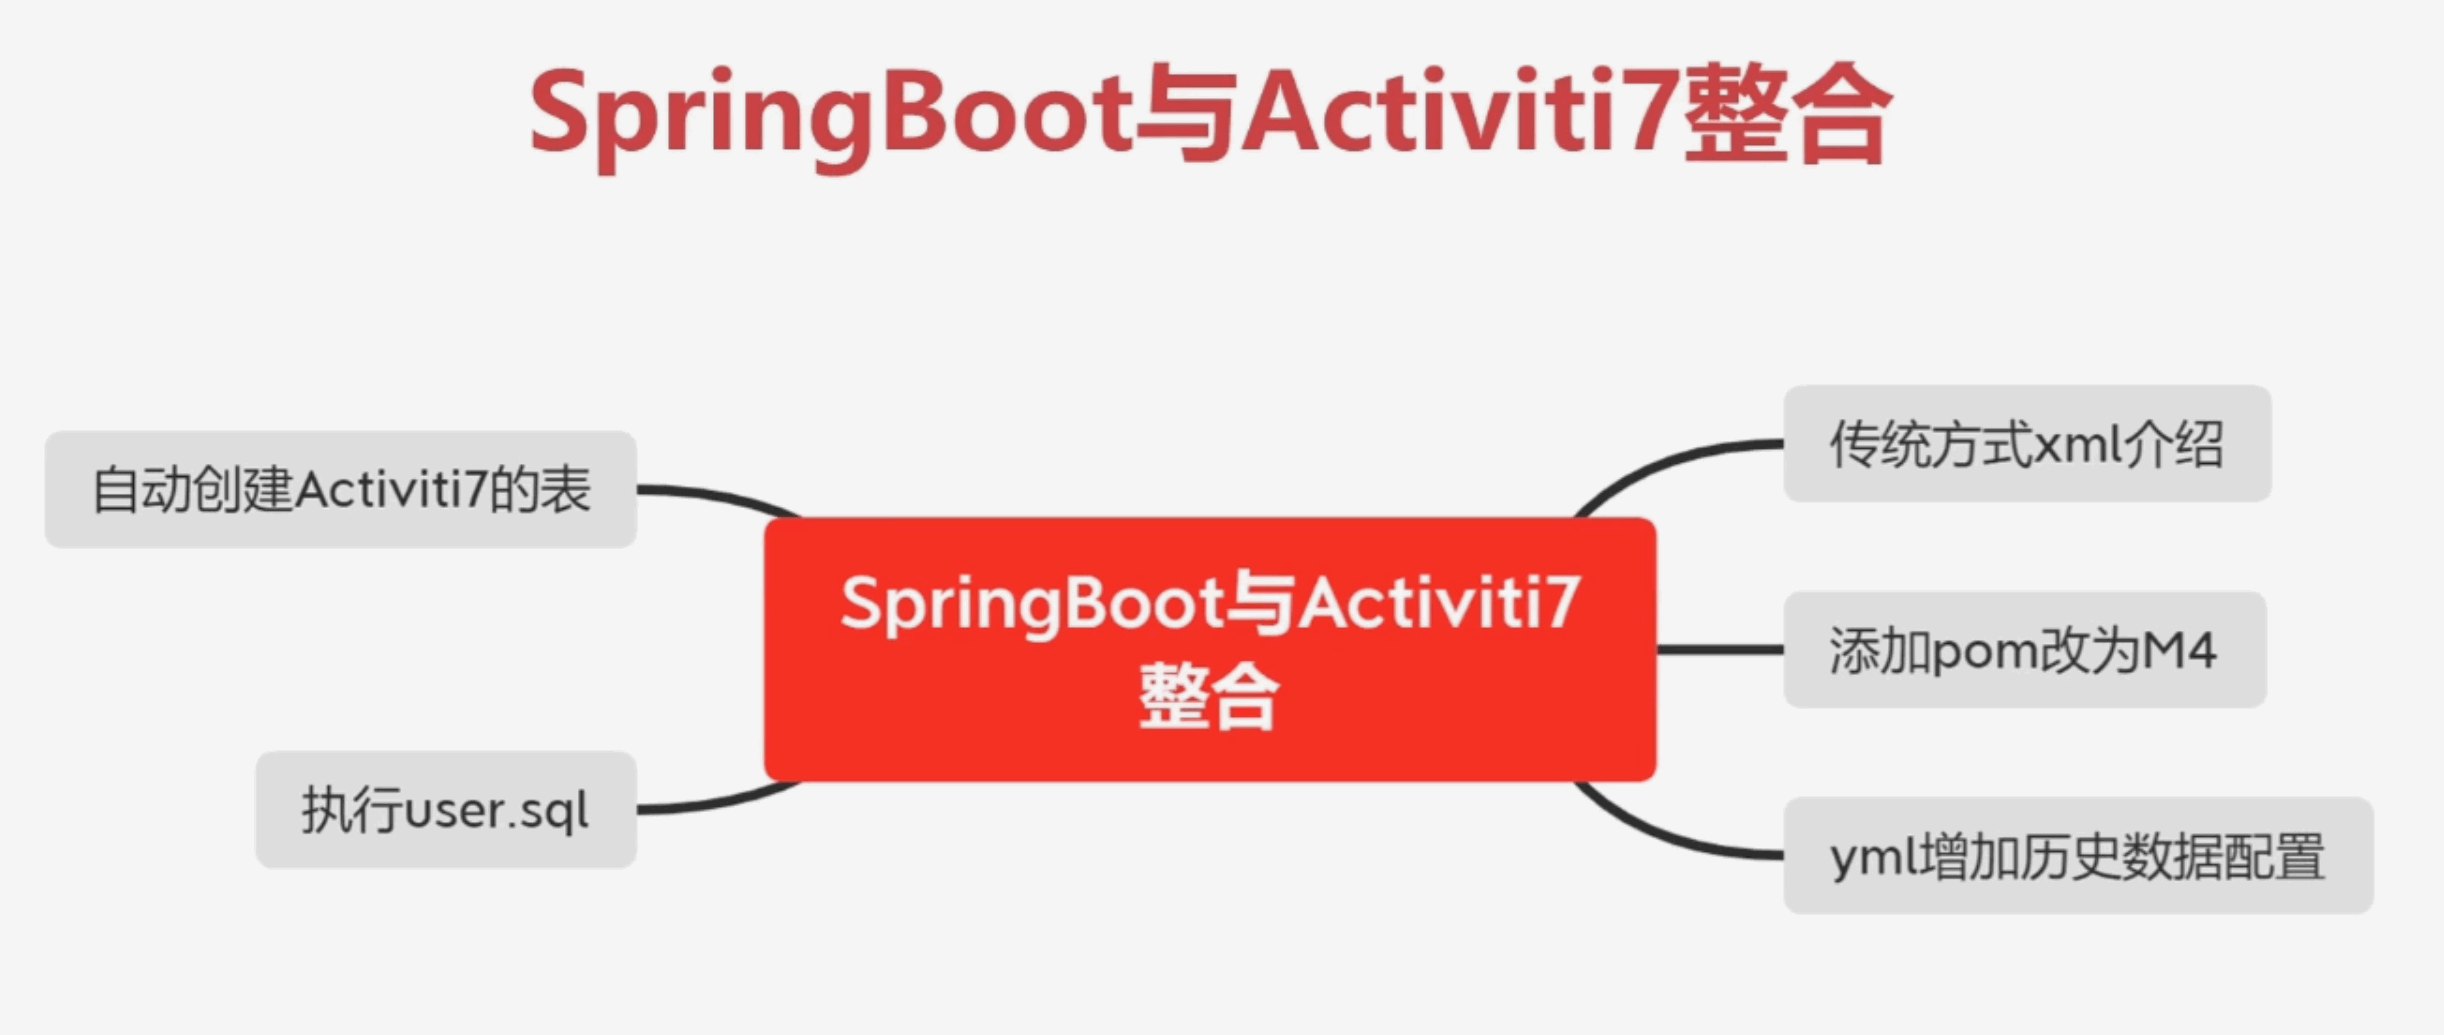 SpringBoot与Activiti7整合
传统方式xml介绍
自动创建Activiti7的表
SpringBoot与Activiti7
整合
添加pom改为M4
执行user.sql
yml增加历史数据配置